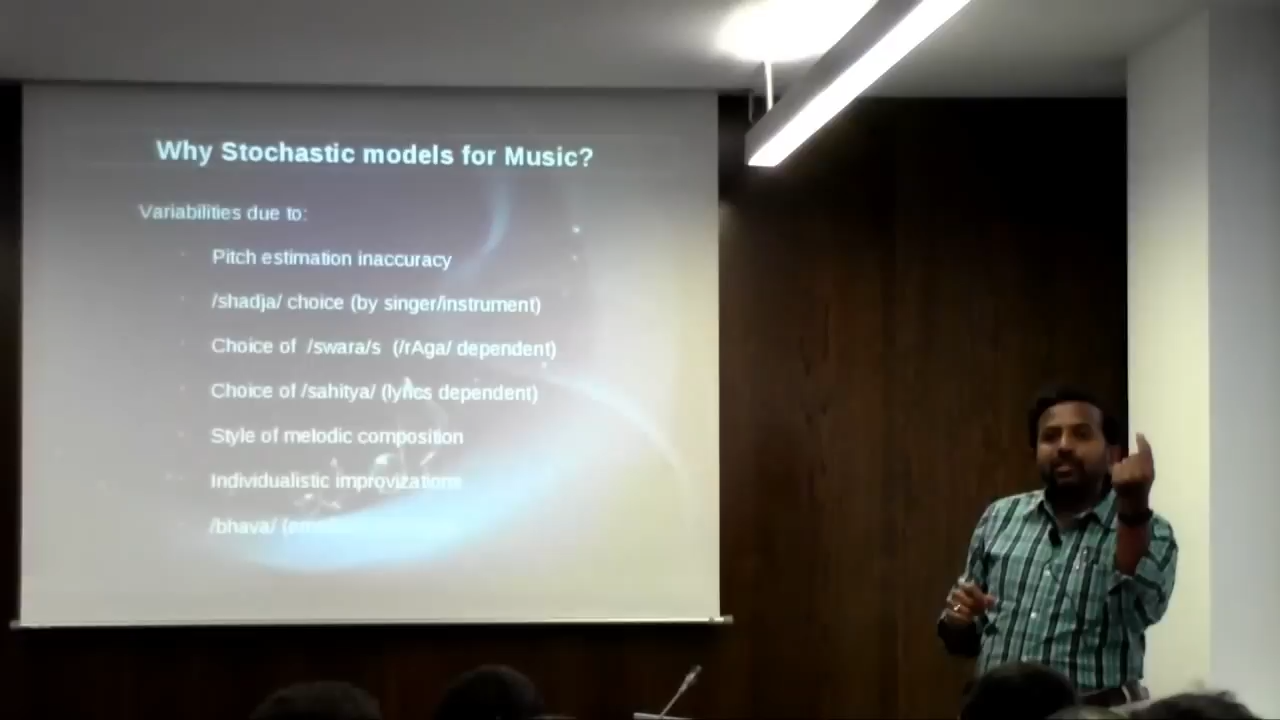 Why Stochastic models for Music?
Variabilities due to:
Pitch estimation inaccuracy
/shadja/ choice (by singer/instrument)
Choice of /swara/s (/rAga/ dependent)
Choice of /sahitya/ (lyrics dependent)
Style of melodic composition
Individualistic improvizations
/bhava/